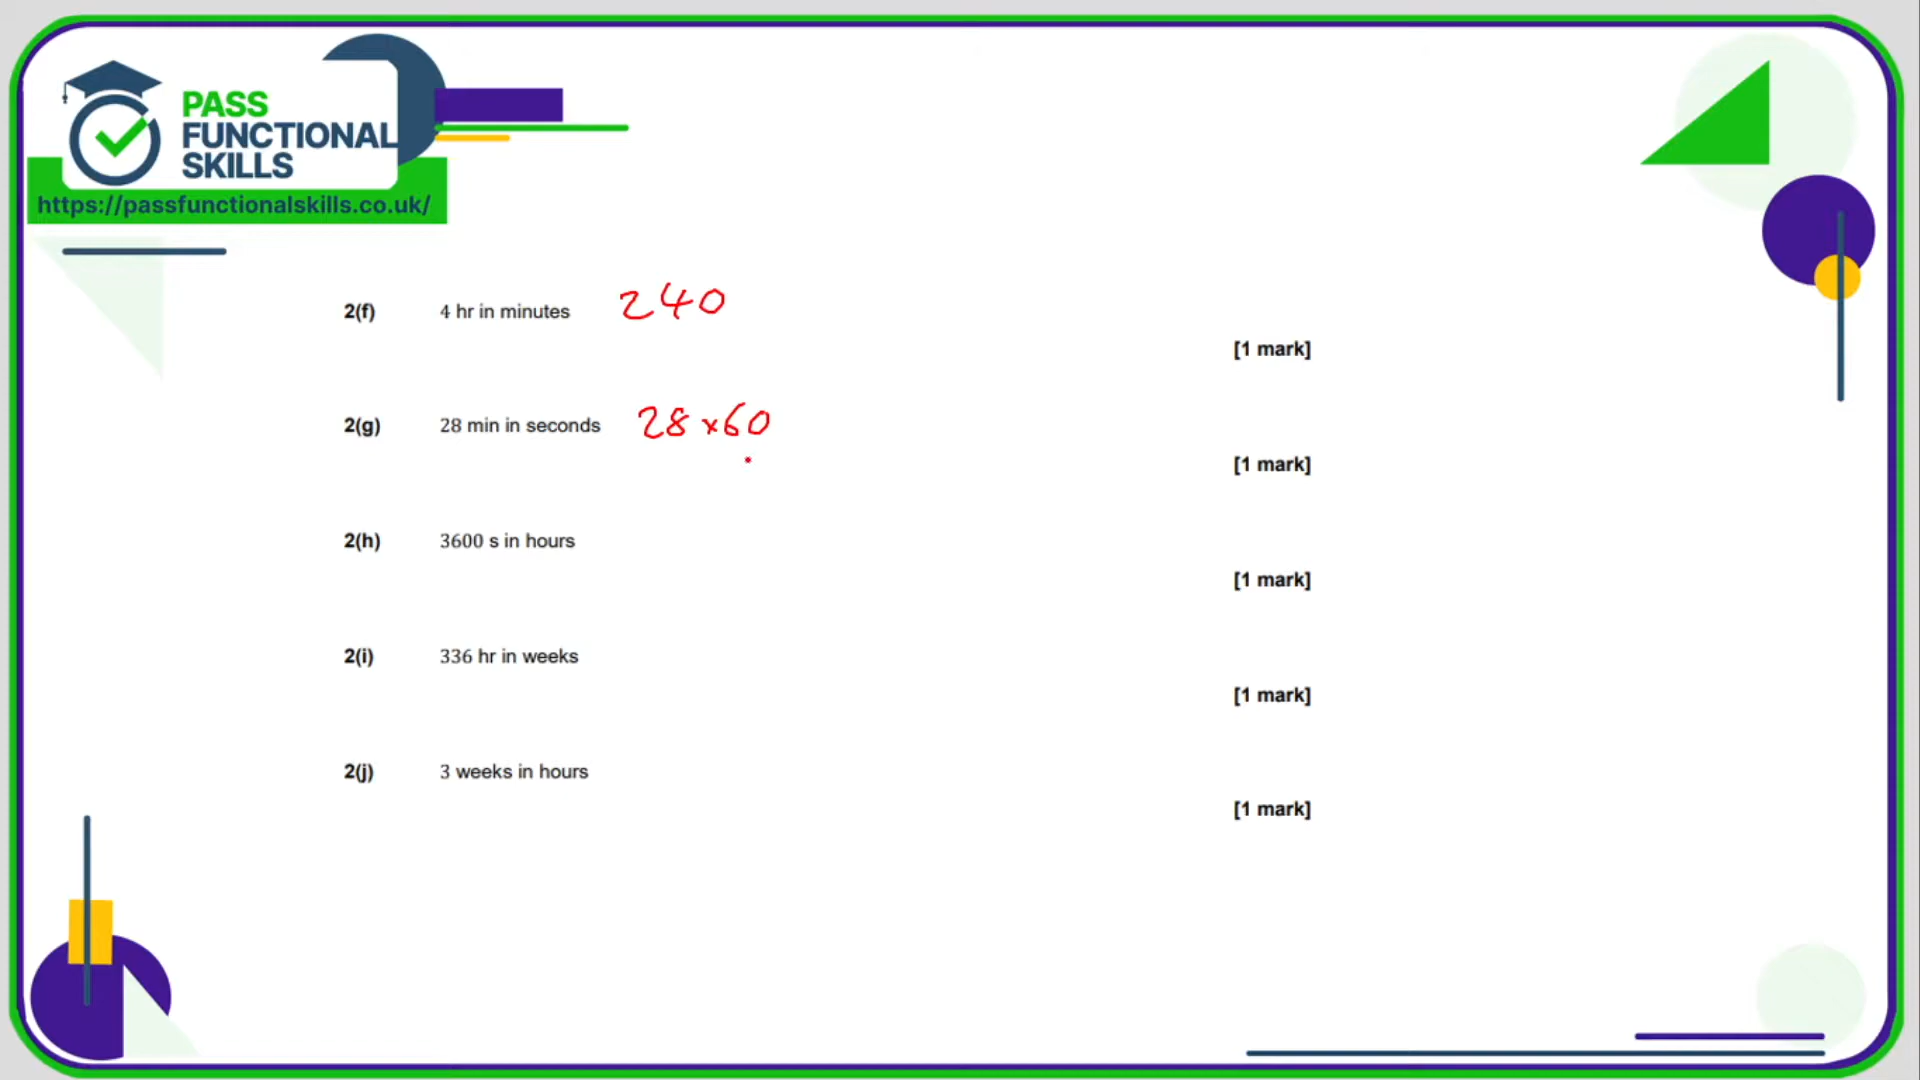 PASS
FUNCTIONAL
SKILLS
https://passfunctionalskills.co.uk/
2(f) 4 hr in minutes 240
[1 mark]
2(g) 28 min in seconds 28 × 60
[1 mark]
2(h) 3600 s in hours
[1 mark]
2(i) 336 hr in weeks
[1 mark]
2(j) 3 weeks in hours
[1 mark]